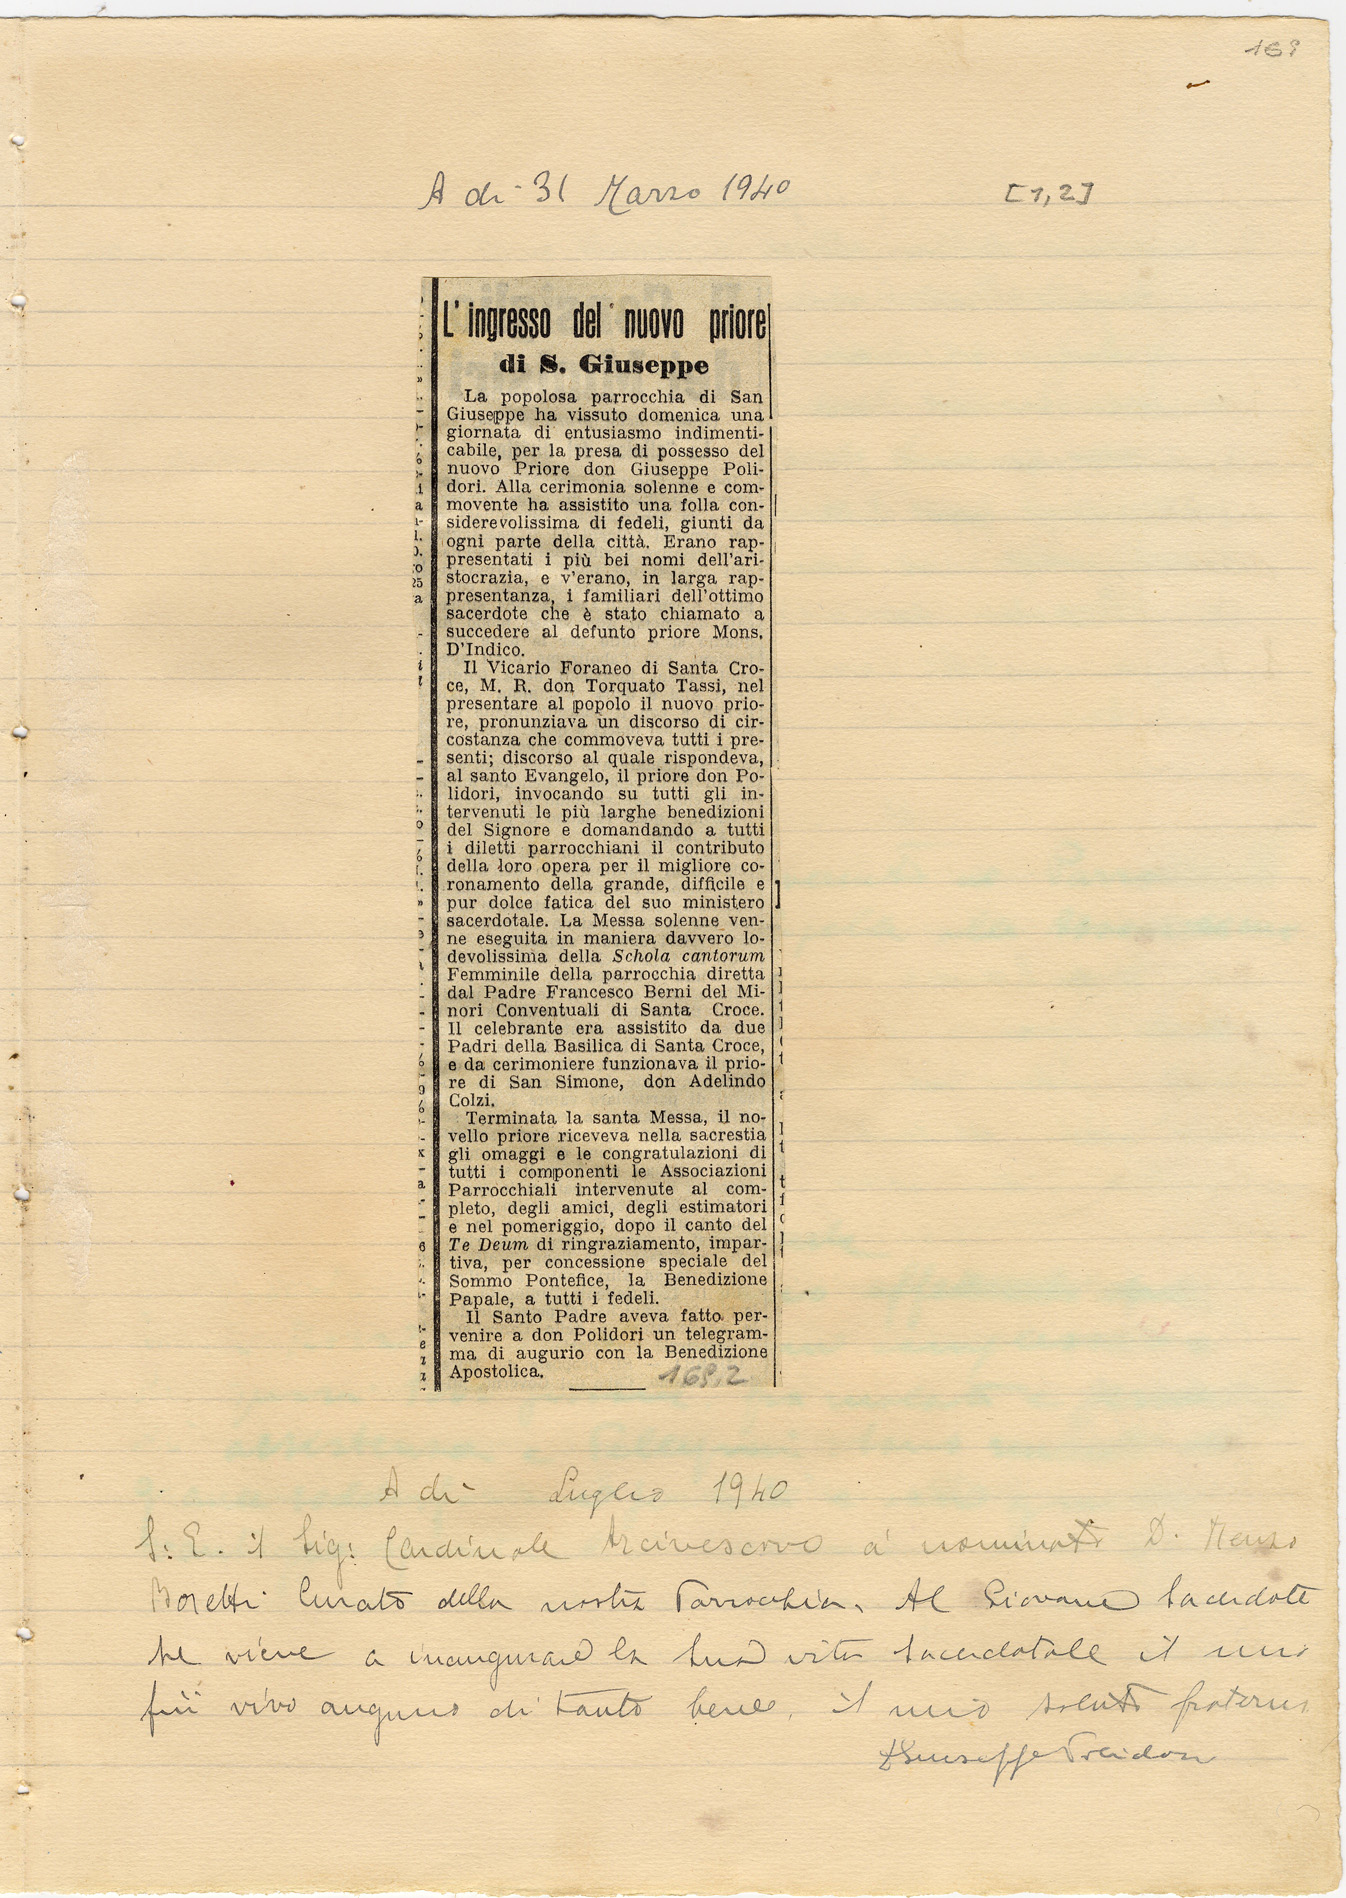 169
A di 31 Marzo 1940
[1,2]
L'ingresso del nuovo priore
di S. Giuseppe
La popolosa parrocchia di San
Giuseppe ha vissuto domenica una
giornata di entusiasmo indimenti-
cabile, per la presa di possesso del
nuovo Priore don Giuseppe Poli-
dori. Alla cerimonia solenne e com-
movente ha assistito una folla con-
siderevolissima di fedeli, giunti da
ogni parte della città. Erano rap-
presentati i più bei nomi dell'ari-
stocrazia, e v'erano, in larga rap-
presentanza, i familiari dell'ottimo
sacerdote che è stato chiamato a
succedere al defunto priore Mons.
D'Indico.
Il Vicario Foraneo di Santa Cro-
ce, M. R. don Torquato Tassi, nel
presentare al popolo il nuovo prio-
re, pronunziava un discorso di cir-
costanza che commoveva tutti i pre-
senti; discorso al quale rispondeva,
al santo Evangelo, il priore don Po-
lidori, invocando su tutti gli in-
tervenuti le più larghe benedizioni
del Signore e domandando a tutti
i diletti parrocchiani il contributo
della loro opera per il migliore co-
ronamento della grande, difficile e
pur dolce fatica del suo ministero
sacerdotale. La Messa solenne ven-
ne eseguita in maniera davvero lo-
devolissima della Schola cantorum
Femminile della parrocchia diretta
dal Padre Francesco Berni del Mi-
nori Conventuali di Santa Croce.
Il celebrante era assistito da due
Padri della Basilica di Santa Croce,
e da cerimoniere funzionava il prio-
re di San Simone, don Adelindo
Colzi.
Terminata la santa Messa, il no-
vello priore riceveva nella sacrestia
gli omaggi e le congratulazioni di
tutti i componenti le Associazioni
Parrocchiali intervenute al com-
pleto, degli amici, degli estimatori
e nel pomeriggio, dopo il canto del
Te Deum di ringraziamento, impar-
tiva, per concessione speciale del
Sommo Pontefice, la Benedizione
Papale, a tutti i fedeli.
Il Santo Padre aveva fatto per-
venire a don Polidori un telegram-
ma di augurio con la Benedizione
Apostolica.
169,2
A di Luglio 1940
S: E. il Sig: Cardinale Arcivescovo à nominato D. Renzo
Boretti Curato della nostra Parrocchia. Al Giovane Sacerdote
che viene a inaugurare la sua vita sacerdotale il mio
più vivo augurio di tanto bene, il mio saluto fraterno
D Giuseppe Polidori